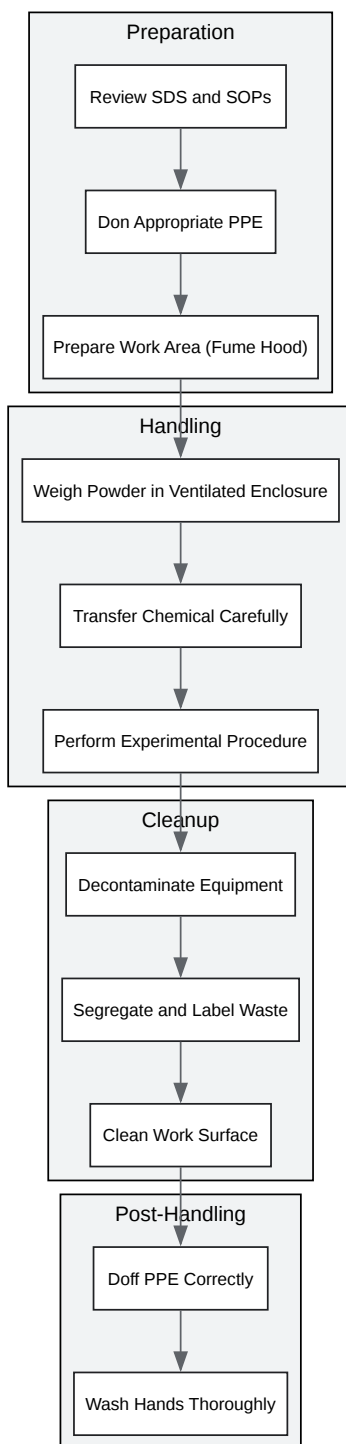 Preparation
Review SDS and SOPs
Don Appropriate PPE
Prepare Work Area (Fume Hood)
Handling
Weigh Powder in Ventilated Enclosure
Transfer Chemical Carefully
Perform Experimental Procedure
Cleanup
Decontaminate Equipment
Segregate and Label Waste
Clean Work Surface
Post-Handling
Doff PPE Correctly
Wash Hands Thoroughly